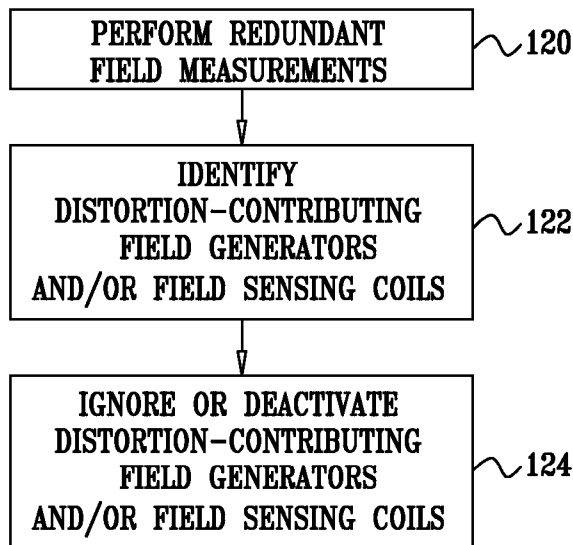 PERFORM REDUNDANT
FIELD MEASUREMENTS
120
IDENTIFY
DISTORTION-CONTRIBUTING
FIELD GENERATORS
AND/OR FIELD SENSING COILS
122
IGNORE OR DEACTIVATE
DISTORTION-CONTRIBUTING
FIELD GENERATORS
AND/OR FIELD SENSING COILS
124